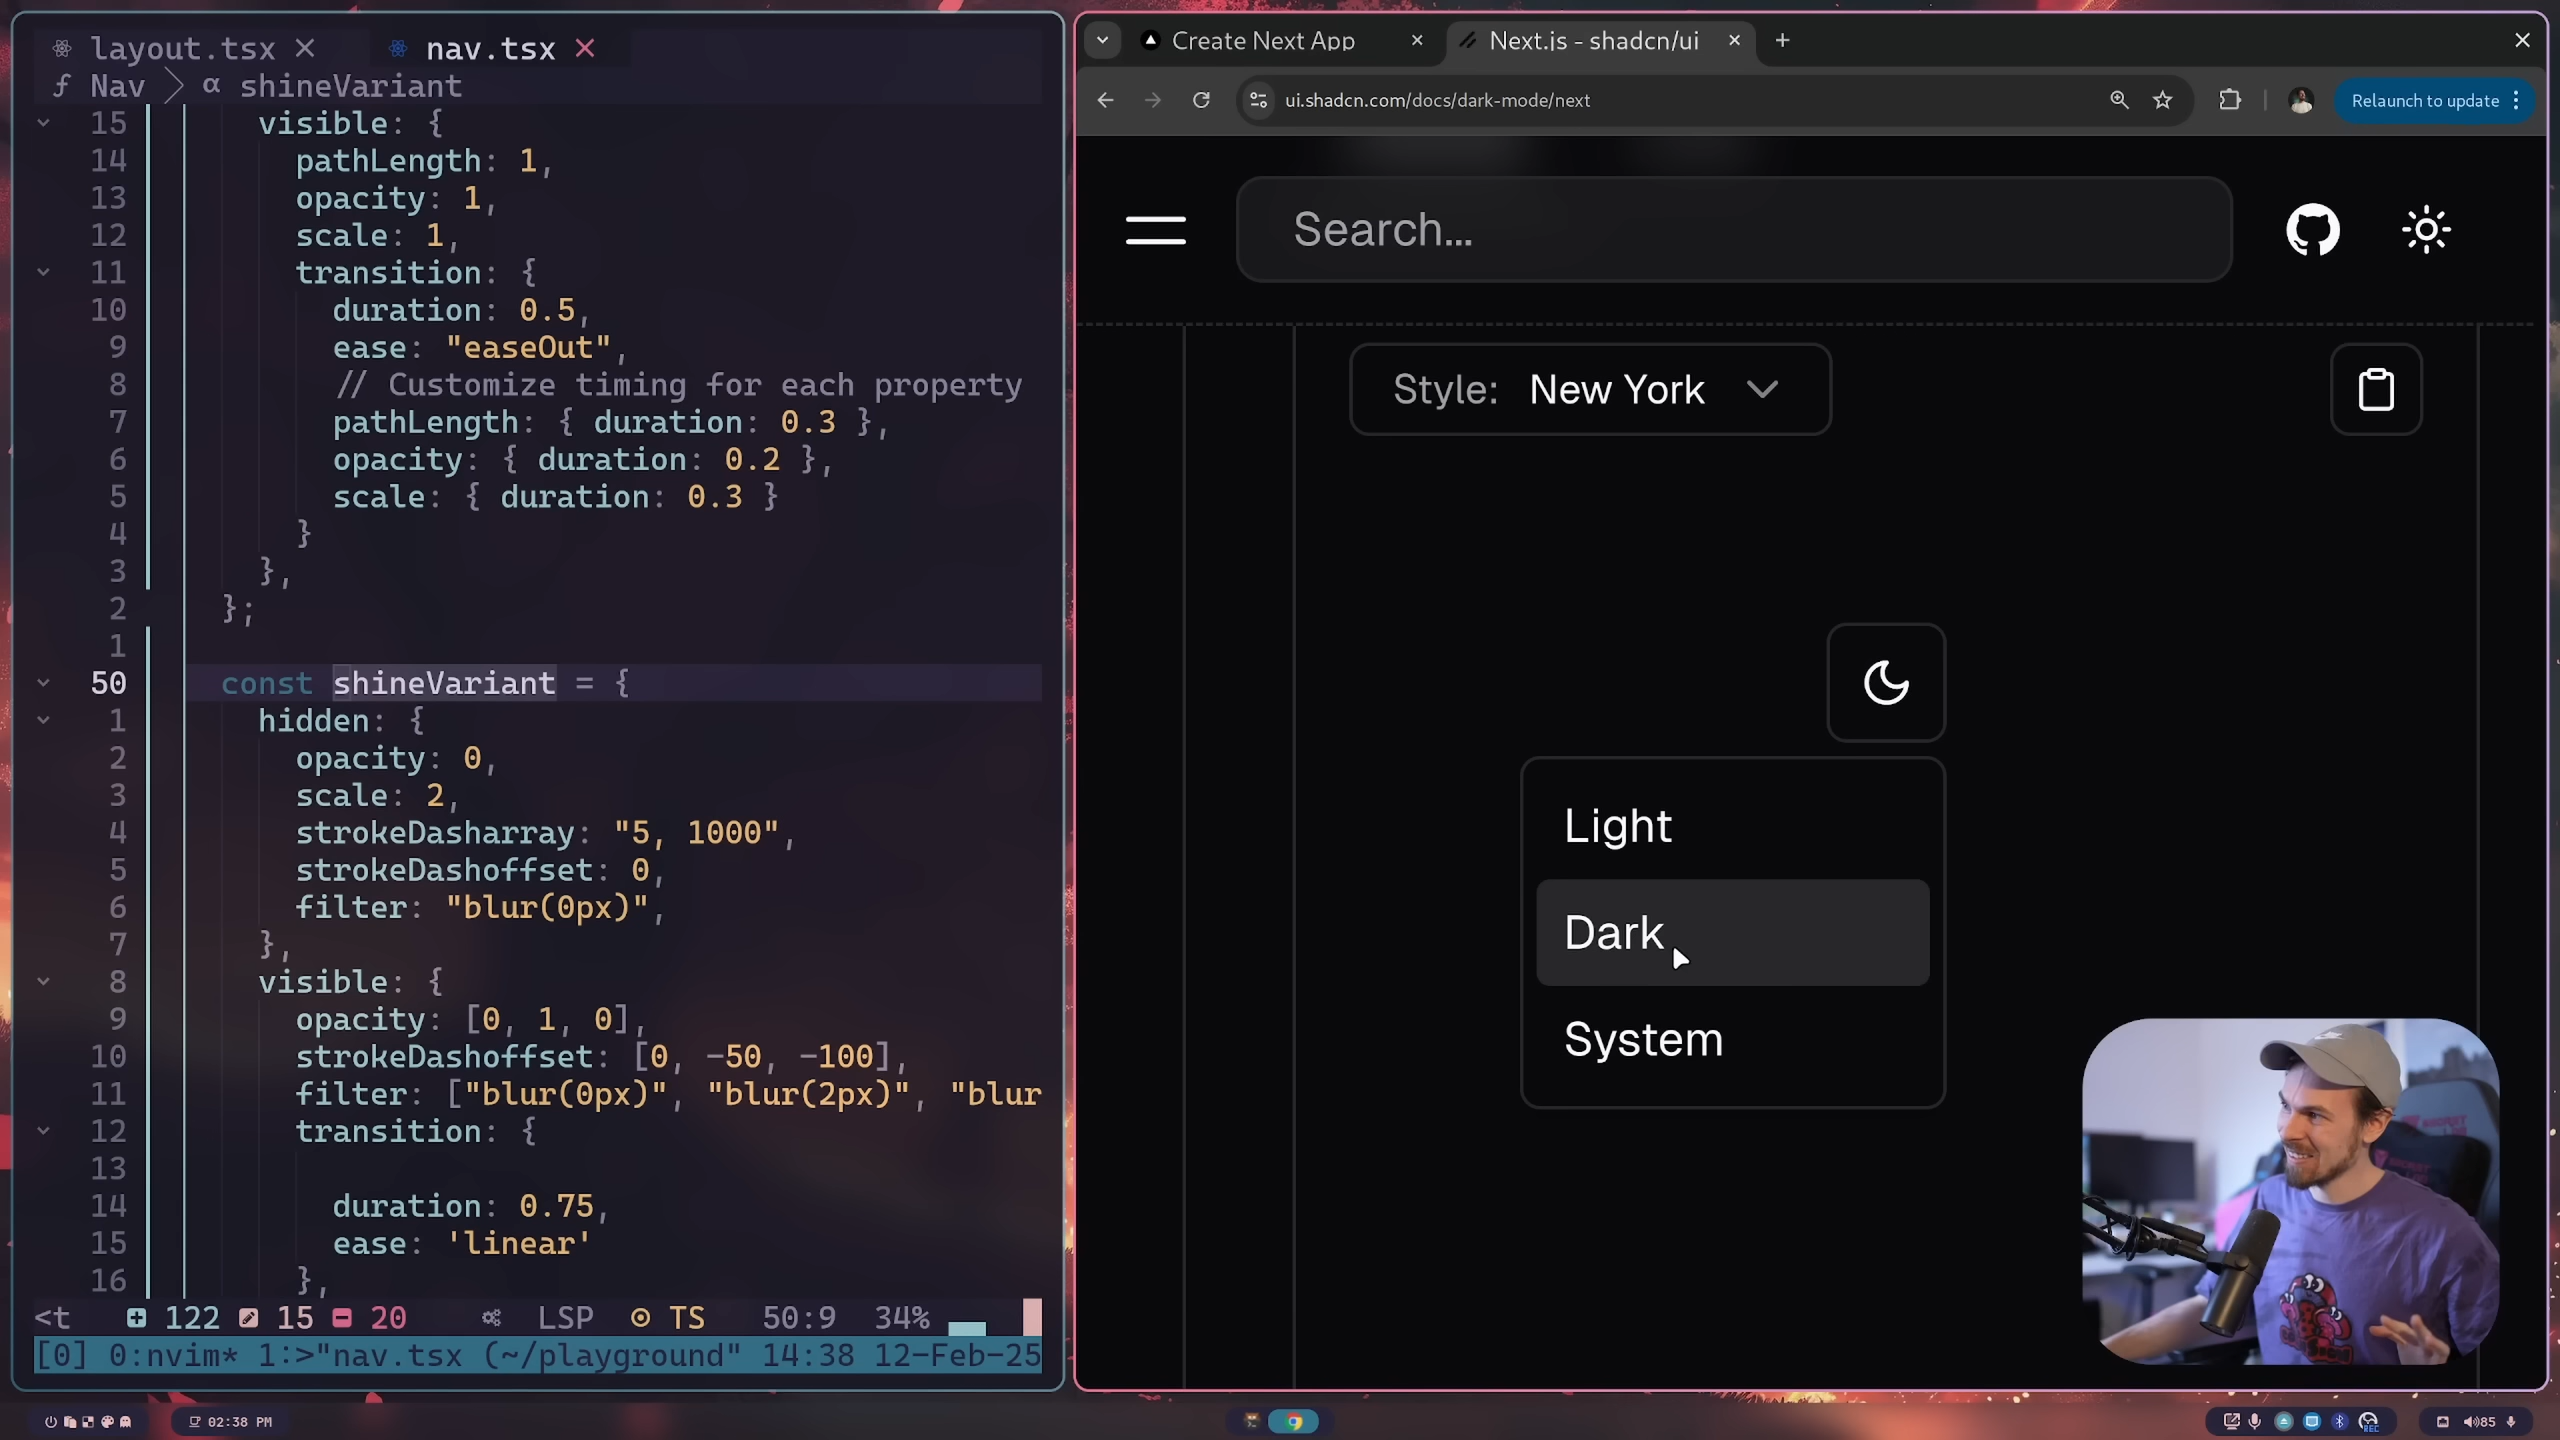 layout.tsx
nav.tsx
Nav
α shineVariant
15 visible: {
14 pathLength: 1,
13 opacity: 1,
12 scale: 1,
11 transition: {
10 duration: 0.5,
9 ease: "easeOut",
8 // Customize timing for each property
7 pathLength: { duration: 0.3 },
6 opacity: { duration: 0.2 },
5 scale: { duration: 0.3 }
4 }
3 },
2 };
1
50 const shineVariant = {
1 hidden: {
2 opacity: 0,
3 scale: 2,
4 strokeDasharray: "5, 1000",
5 strokeDashoffset: 0,
6 filter: "blur(0px)",
7 },
8 visible: {
9 opacity: [0, 1, 0],
10 strokeDashoffset: [0, -50, -100],
11 filter: ["blur(0px)", "blur(2px)", "blur
12 transition: {
13
14 duration: 0.75,
15 ease: 'linear'
16 },
<t 122 15 20 LSP TS 50:9 34%
[0] 0:nvim* 1:>"nav.tsx (~/playground" 14:38 12-Feb-25
Create Next App
Next.js - shadcn/ui
ui.shadcn.com/docs/dark-mode/next
Relaunch to update
Search...
Style: New York
Light
Dark
System
02:38 PM
REC
85